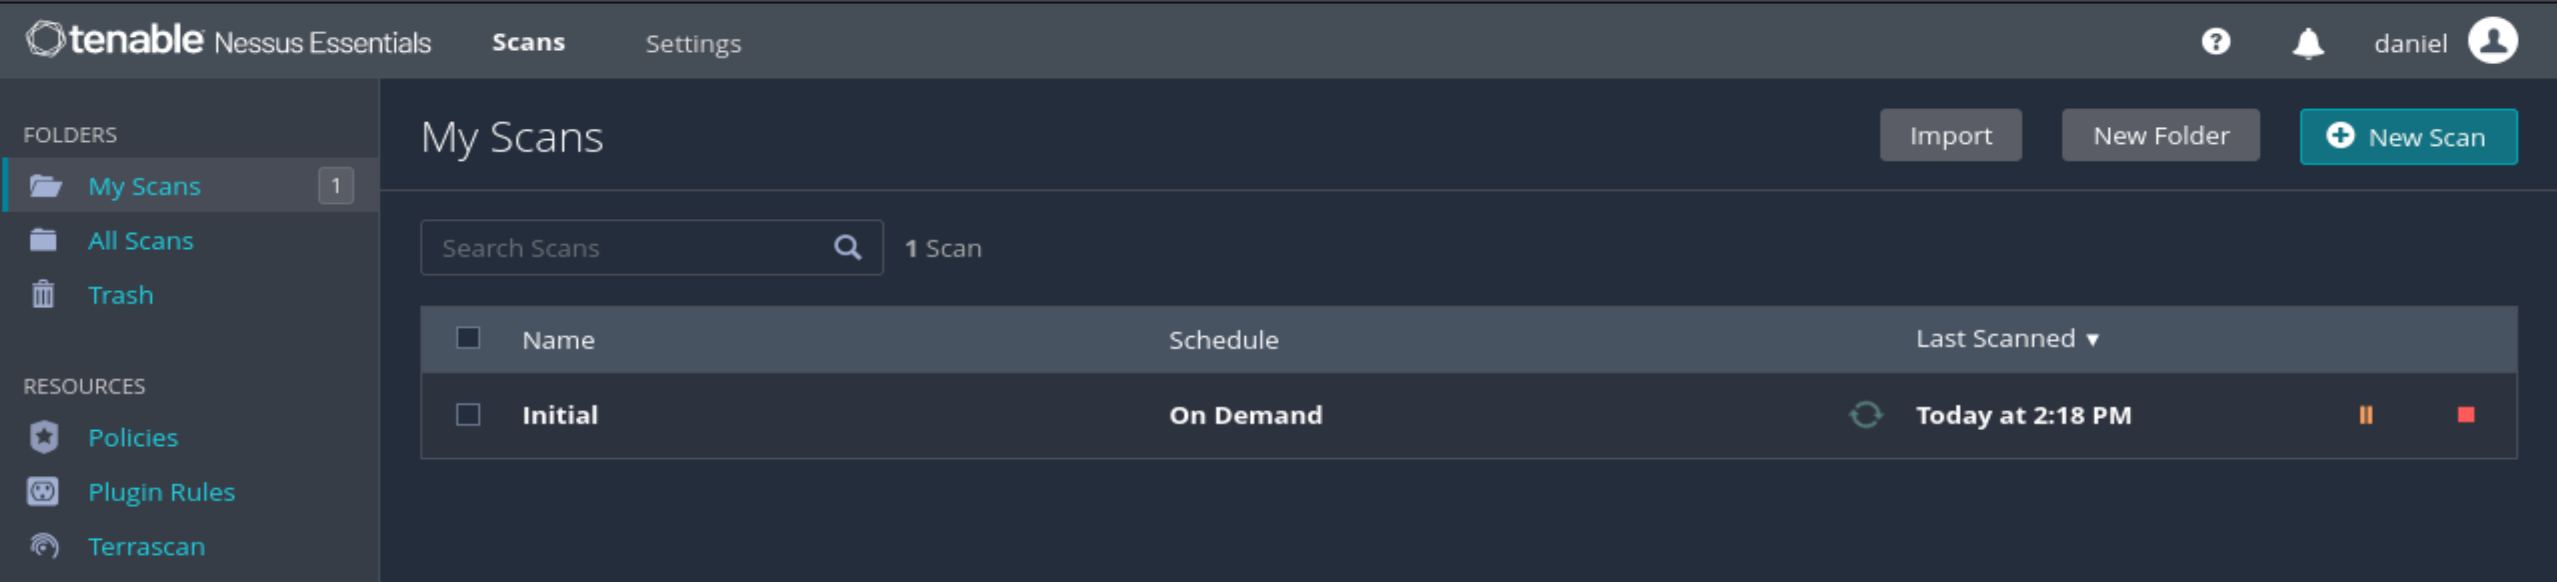 tenable Nessus Essentials Scans Settings ? daniel
FOLDERS
My Scans 1
All Scans
Trash
RESOURCES
Policies
Plugin Rules
Terrascan
My Scans Import New Folder New Scan
Search Scans 1 Scan
Name Schedule Last Scanned ▼
Initial On Demand Today at 2:18 PM